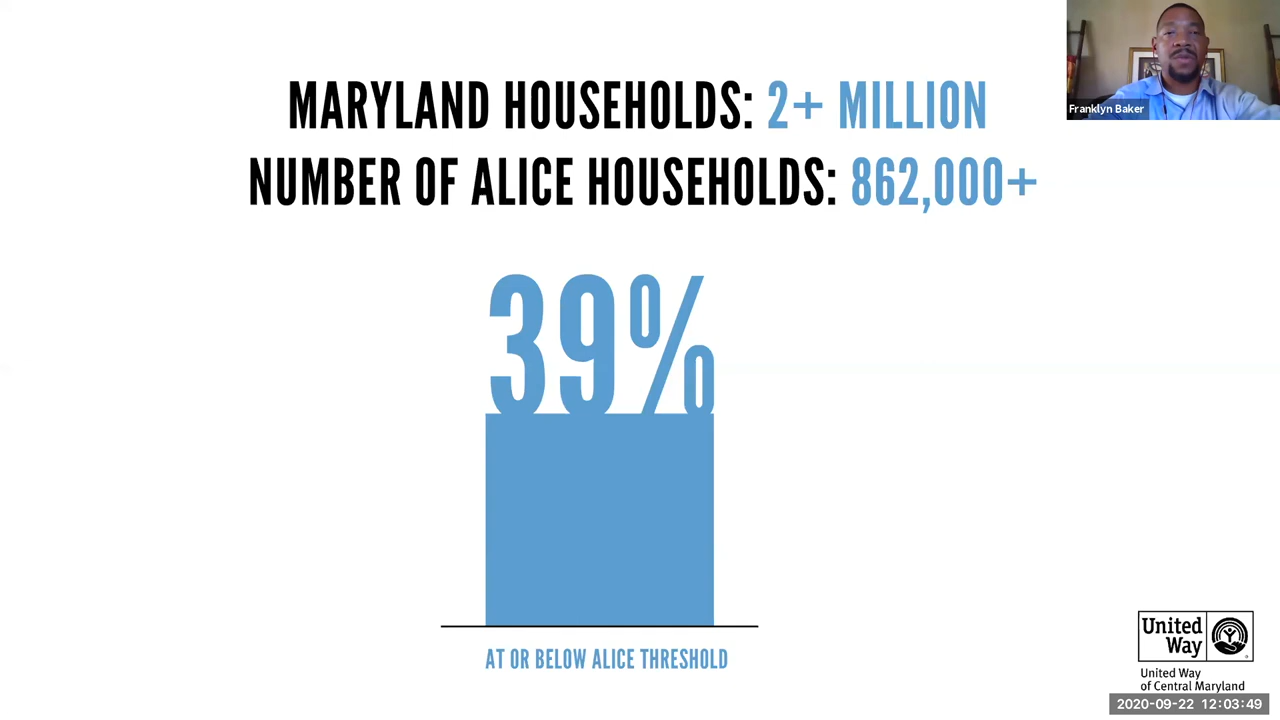 Franklyn Baker
MARYLAND HOUSEHOLDS: 2+ MILLION
NUMBER OF ALICE HOUSEHOLDS: 862,000+
39%
AT OR BELOW ALICE THRESHOLD
United
Way
United Way
of Central Maryland
2020-09-22 12:03:49